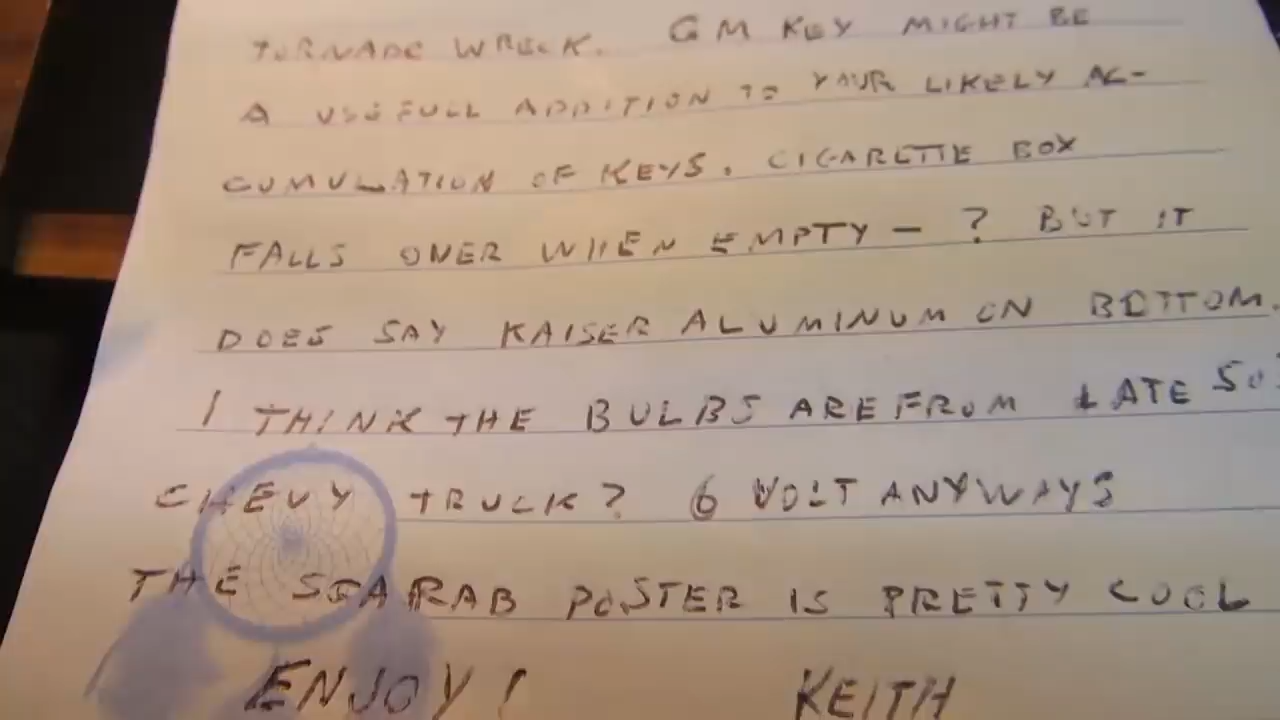 TORNADO WRECK. GM KEY MIGHT BE
A USEFULL ADDITION TO YOUR LIKELY AC-
CUMULATION OF KEYS. CIGARETTE BOX
FALLS OVER WHEN EMPTY - ? BUT IT
DOES SAY KAISER ALUMINUM ON BOTTOM.
I THINK THE BULBS ARE FROM LATE 50
CHEVY TRUCK? 6 VOLT ANYWAYS
THE SCARAB POSTER IS PRETTY COOL
ENJOY! KEITH